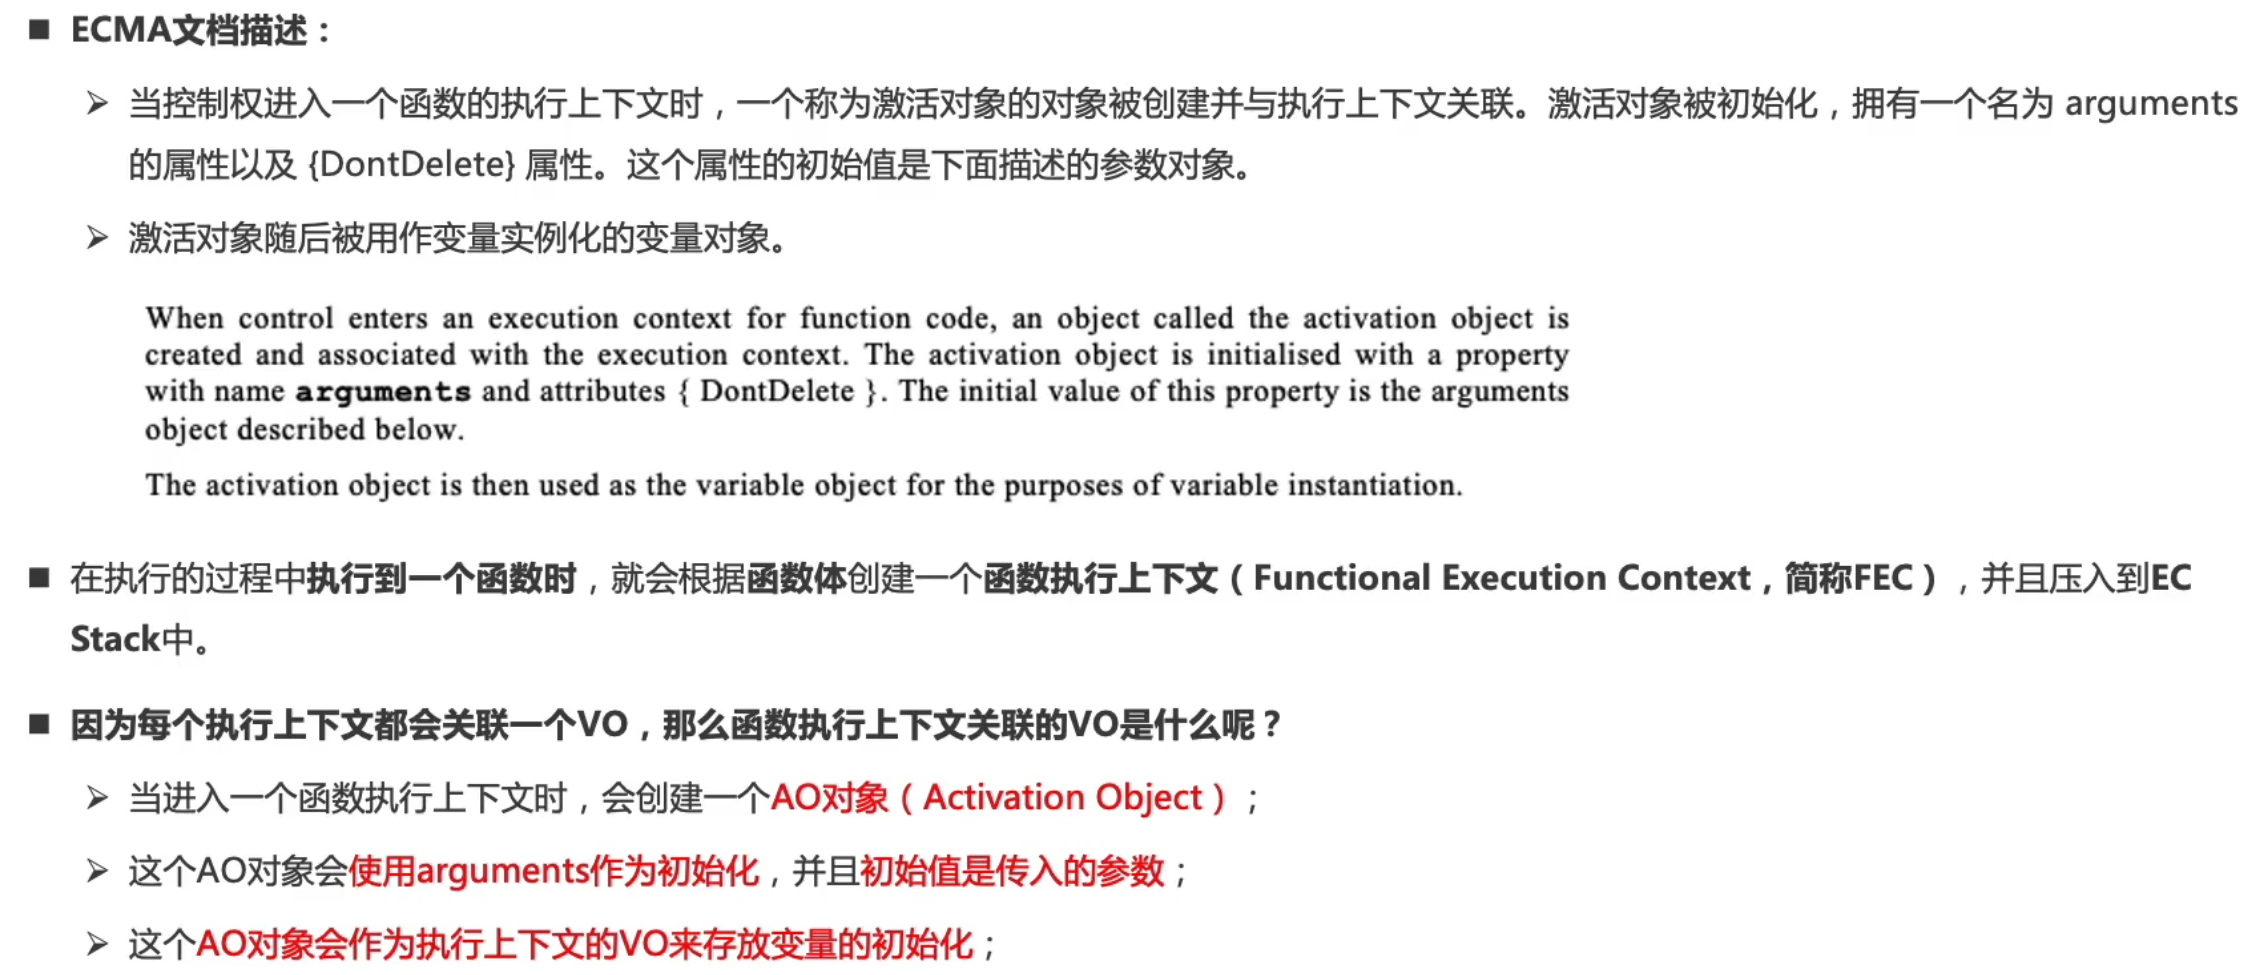 ■ ECMA文档描述：
➢ 当控制权进入一个函数的执行上下文时，一个称为激活对象的对象被创建并与执行上下文关联。激活对象被初始化，拥有一个名为 arguments
的属性以及 {DontDelete} 属性。这个属性的初始值是下面描述的参数对象。
➢ 激活对象随后被用作变量实例化的变量对象。
When control enters an execution context for function code, an object called the activation object is
created and associated with the execution context. The activation object is initialised with a property
with name arguments and attributes { DontDelete }. The initial value of this property is the arguments
object described below.
The activation object is then used as the variable object for the purposes of variable instantiation.
■ 在执行的过程中执行到一个函数时，就会根据函数体创建一个函数执行上下文（Functional Execution Context，简称FEC），并且压入到EC
Stack中。
■ 因为每个执行上下文都会关联一个VO，那么函数执行上下文关联的VO是什么呢？
➢ 当进入一个函数执行上下文时，会创建一个AO对象（Activation Object）；
➢ 这个AO对象会使用arguments作为初始化，并且初始值是传入的参数；
➢ 这个AO对象会作为执行上下文的VO来存放变量的初始化；